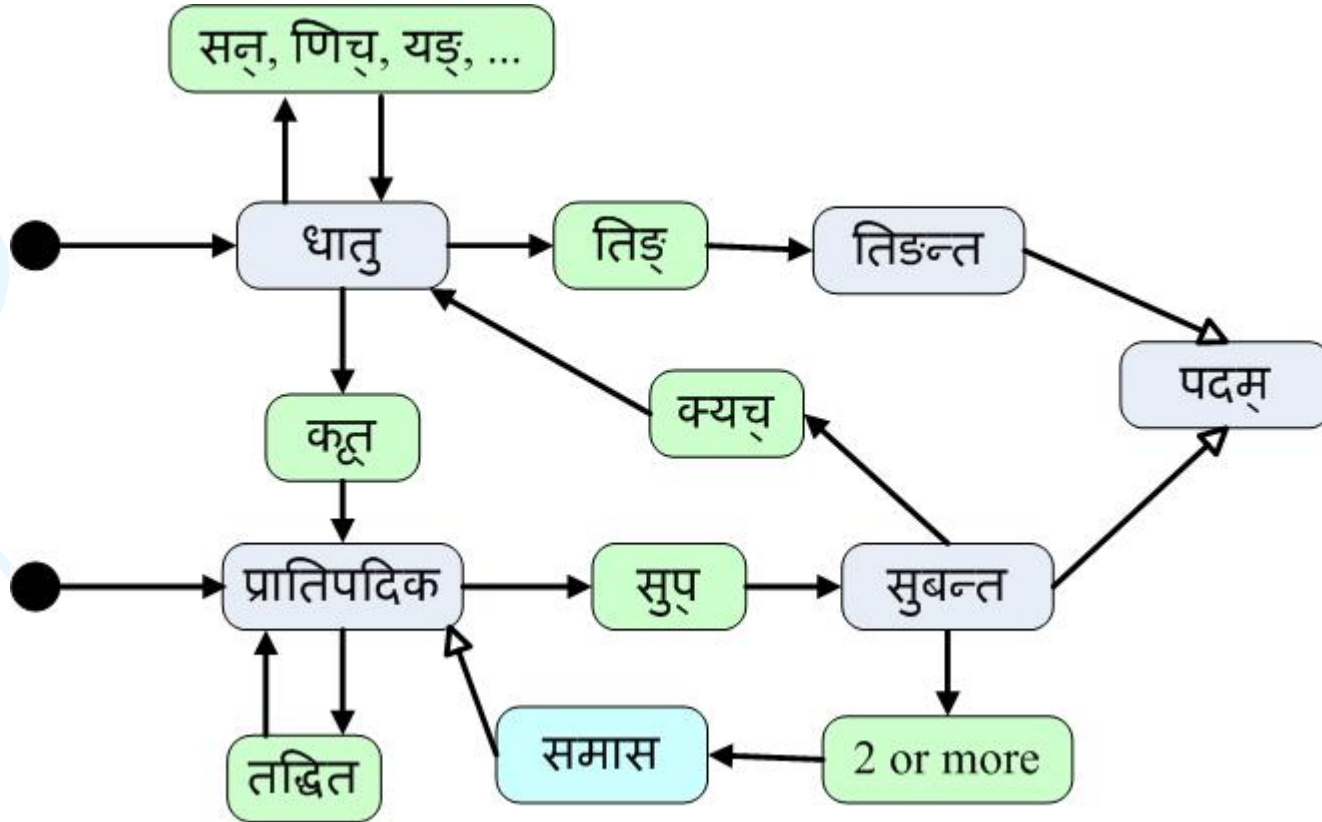 सन्, णिच्, यङ्, ...
धातु
तिङ्
तिङन्त
पदम्
क्यच्
कृत्
प्रातिपदिक
सुप्
सुबन्त
समास
2 or more
तद्धित